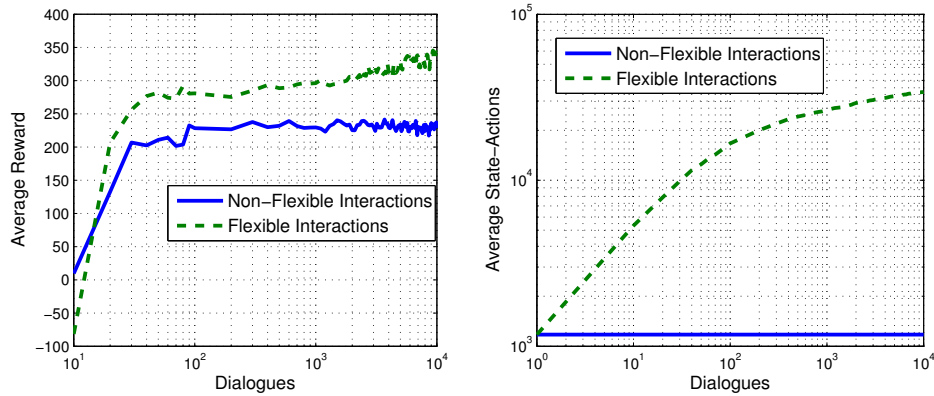 400
350
300
250
200
150
100
50
0
−50
−100
Average Reward
Non−Flexible Interactions
Flexible Interactions
10^1
10^2
10^3
10^4
Dialogues
10^5
10^4
10^3
Average State−Actions
Non−Flexible Interactions
Flexible Interactions
10^0
10^1
10^2
10^3
10^4
Dialogues